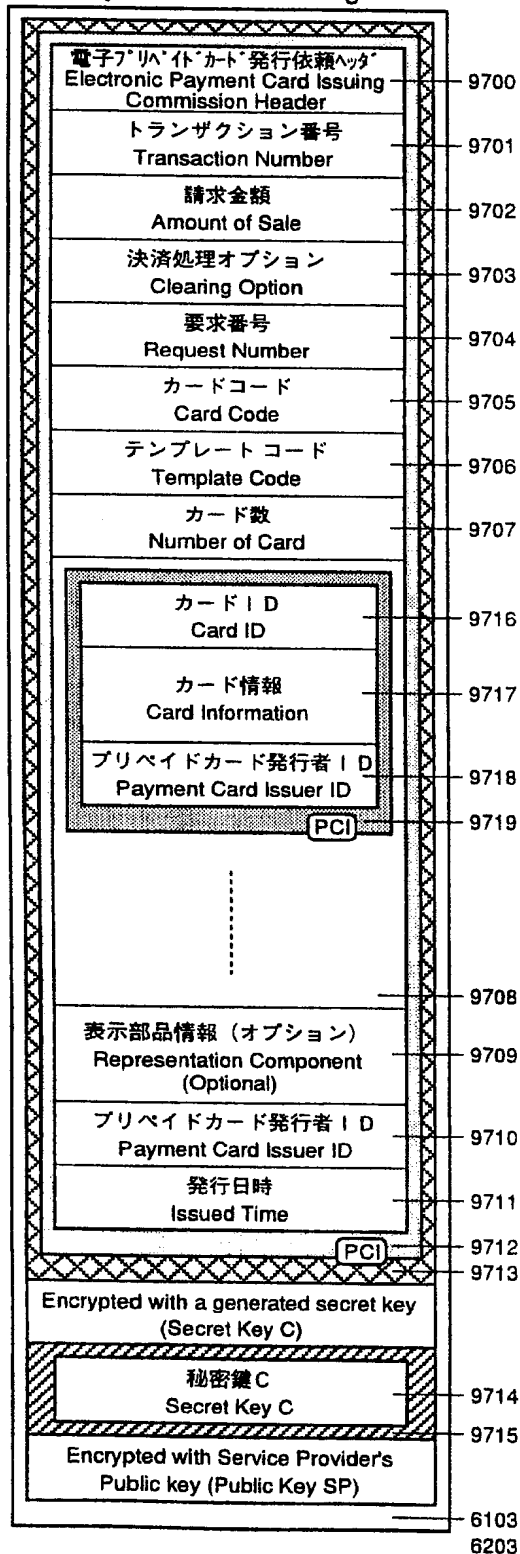 電子プリペイドカード発行依頼ヘッダ
Electronic Payment Card Issuing
Commission Header
9700
トランザクション番号
Transaction Number
9701
請求金額
Amount of Sale
9702
決済処理オプション
Clearing Option
9703
要求番号
Request Number
9704
カードコード
Card Code
9705
テンプレート コード
Template Code
9706
カード数
Number of Card
9707
カードID
Card ID
9716
カード情報
Card Information
9717
プリペイドカード発行者ID
Payment Card Issuer ID
9718
PCI
9719
9708
表示部品情報(オプション)
Representation Component
(Optional)
9709
プリペイドカード発行者ID
Payment Card Issuer ID
9710
発行日時
Issued Time
9711
PCI
9712
9713
Encrypted with a generated secret key
(Secret Key C)
秘密鍵C
Secret Key C
9714
9715
Encrypted with Service Provider's
Public key (Public Key SP)
6103
6203